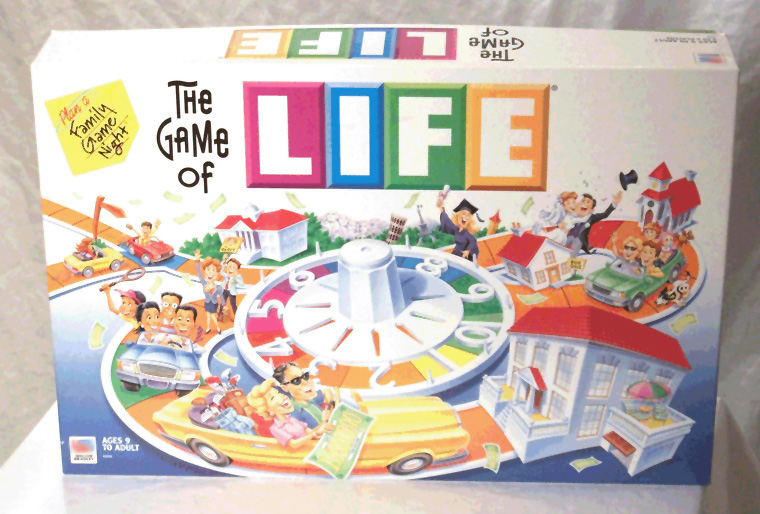 THE GAME OF
LIFE
Plan a
Family
Game
Night
THE
GAME
OF
LIFE®
AGES 9
TO ADULT